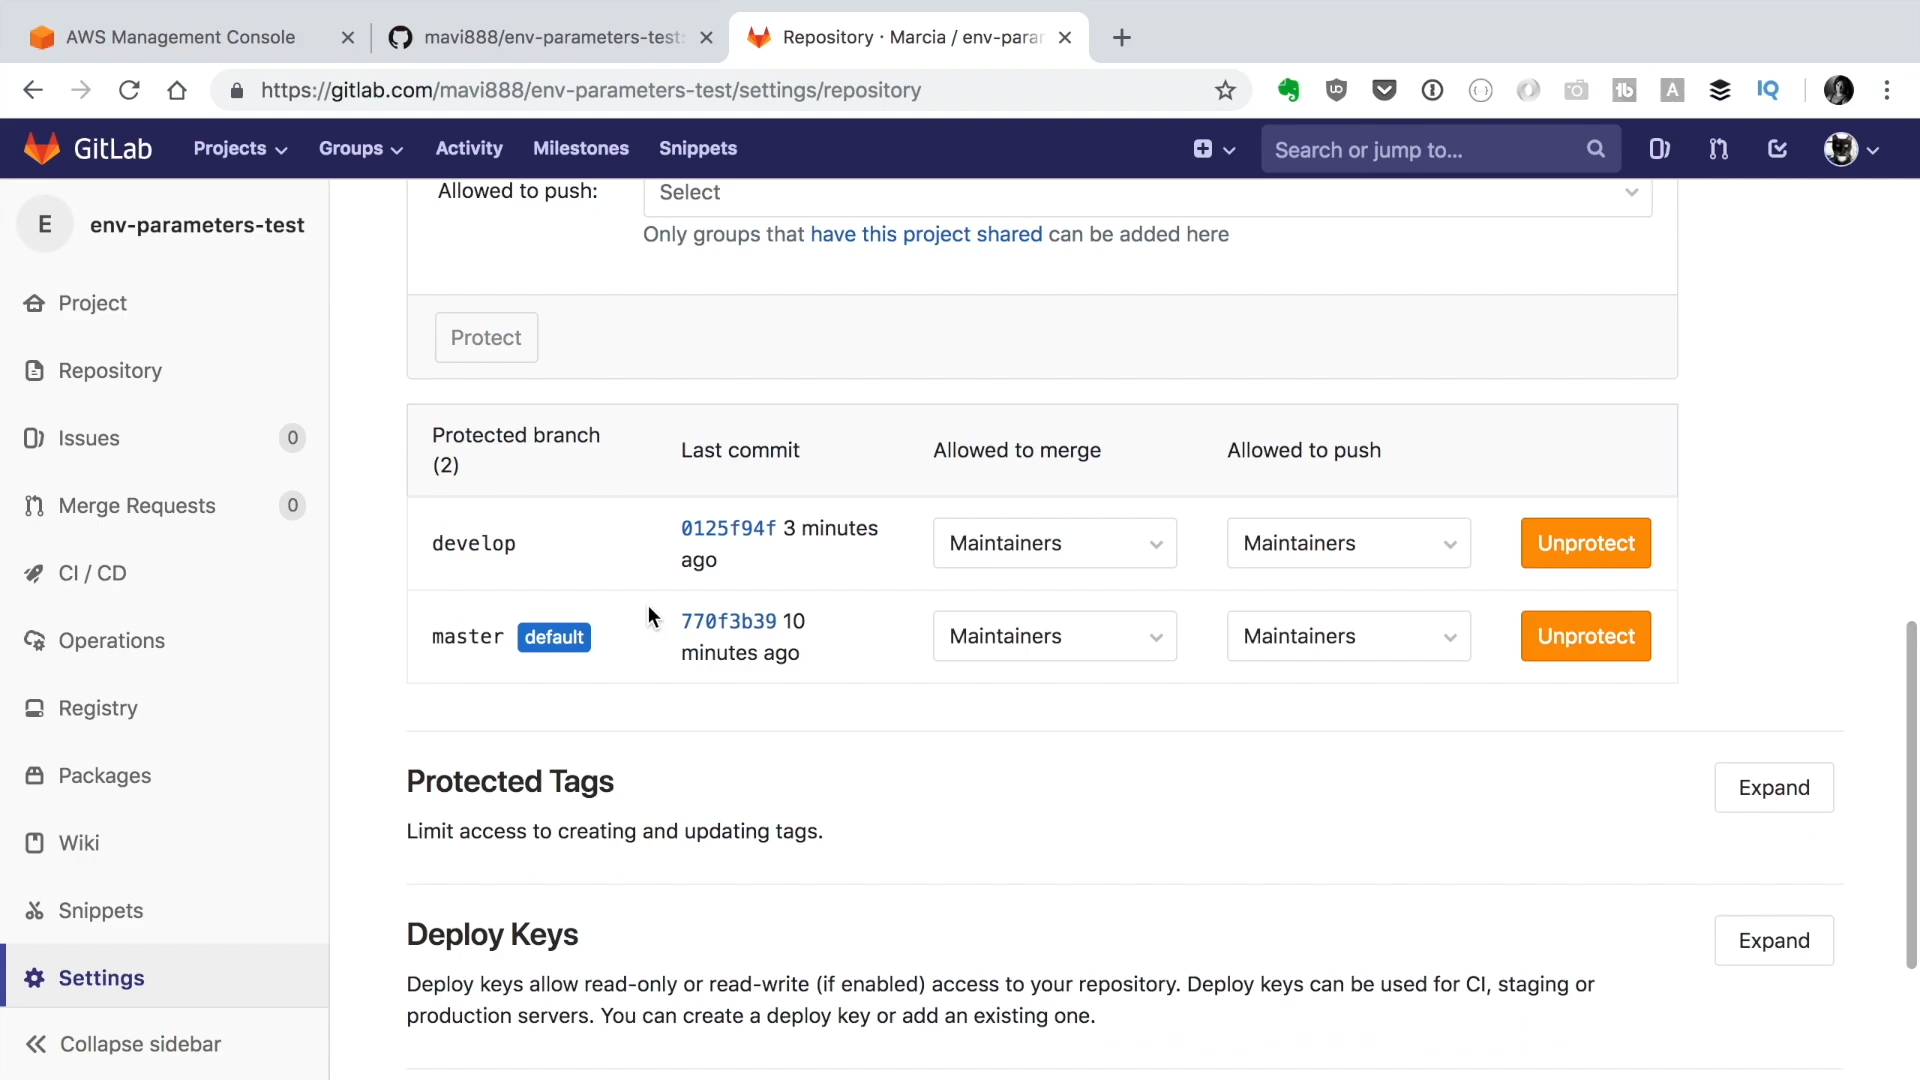 AWS Management Console
mavi888/env-parameters-test
Repository · Marcia / env-para
https://gitlab.com/mavi888/env-parameters-test/settings/repository
GitLab
Projects
Groups
Activity
Milestones
Snippets
Search or jump to...
E
env-parameters-test
Project
Repository
Issues
0
Merge Requests
0
CI / CD
Operations
Registry
Packages
Wiki
Snippets
Settings
Collapse sidebar
Allowed to push:
Select
Only groups that have this project shared can be added here
Protect
Protected branch
(2)
Last commit
Allowed to merge
Allowed to push
develop
0125f94f 3 minutes
ago
Maintainers
Maintainers
Unprotect
master default
770f3b39 10
minutes ago
Maintainers
Maintainers
Unprotect
Protected Tags
Expand
Limit access to creating and updating tags.
Deploy Keys
Expand
Deploy keys allow read-only or read-write (if enabled) access to your repository. Deploy keys can be used for CI, staging or
production servers. You can create a deploy key or add an existing one.